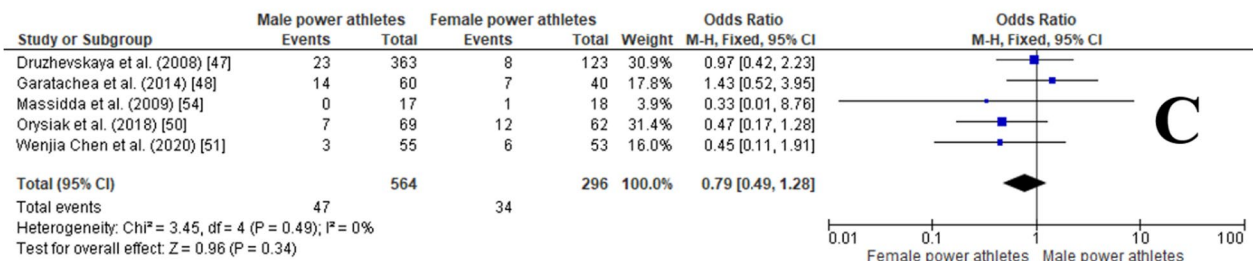 Male power athletes Female power athletes Odds Ratio Odds Ratio
Study or Subgroup Events Total Events Total Weight M-H, Fixed, 95% CI M-H, Fixed, 95% CI
Druzhevskaya et al. (2008) [47] 23 363 8 123 30.9% 0.97 [0.42, 2.23]
Garatachea et al. (2014) [48] 14 60 7 40 17.8% 1.43 [0.52, 3.95]
Massidda et al. (2009) [54] 0 17 1 18 3.9% 0.33 [0.01, 8.76]
Orysiak et al. (2018) [50] 7 69 12 62 31.4% 0.47 [0.17, 1.28]
Wenjia Chen et al. (2020) [51] 3 55 6 53 16.0% 0.45 [0.11, 1.91]
C
Total (95% CI) 564 296 100.0% 0.79 [0.49, 1.28]
Total events 47 34
Heterogeneity: Chi² = 3.45, df = 4 (P = 0.49); I² = 0%
Test for overall effect: Z = 0.96 (P = 0.34)
0.01 0.1 1 10 100
Female power athletes Male power athletes